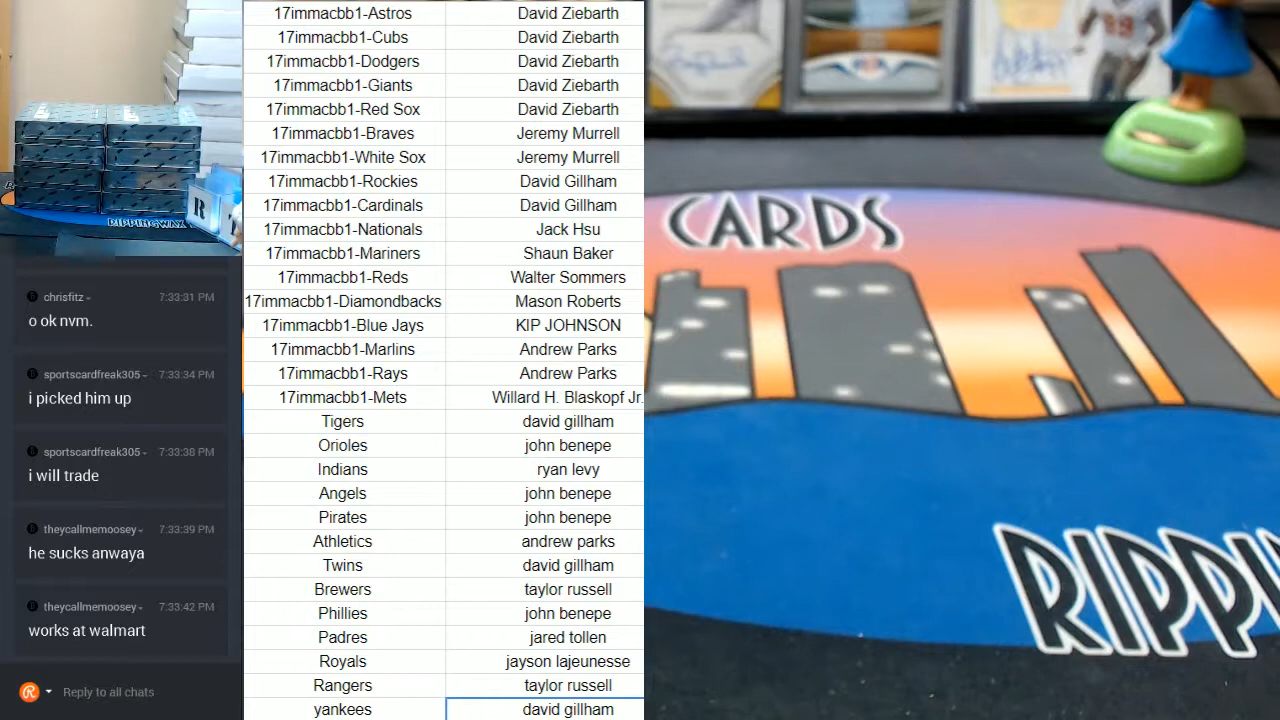 RIPPINGWAX
R
chrisfitz
7:33:31 PM
o ok nvm.
sportscardfreak305
7:33:34 PM
i picked him up
sportscardfreak305
7:33:38 PM
i will trade
theycallmemoosey
7:33:39 PM
he sucks anwaya
theycallmemoosey
7:33:42 PM
works at walmart
Reply to all chats
17immacbb1-Astros David Ziebarth
17immacbb1-Cubs David Ziebarth
17immacbb1-Dodgers David Ziebarth
17immacbb1-Giants David Ziebarth
17immacbb1-Red Sox David Ziebarth
17immacbb1-Braves Jeremy Murrell
17immacbb1-White Sox Jeremy Murrell
17immacbb1-Rockies David Gillham
17immacbb1-Cardinals David Gillham
17immacbb1-Nationals Jack Hsu
17immacbb1-Mariners Shaun Baker
17immacbb1-Reds Walter Sommers
17immacbb1-Diamondbacks Mason Roberts
17immacbb1-Blue Jays KIP JOHNSON
17immacbb1-Marlins Andrew Parks
17immacbb1-Rays Andrew Parks
17immacbb1-Mets Willard H. Blaskopf Jr.
Tigers david gillham
Orioles john benepe
Indians ryan levy
Angels john benepe
Pirates john benepe
Athletics andrew parks
Twins david gillham
Brewers taylor russell
Phillies john benepe
Padres jared tollen
Royals jayson lajeunesse
Rangers taylor russell
yankees david gillham
CARDS
RIPPI